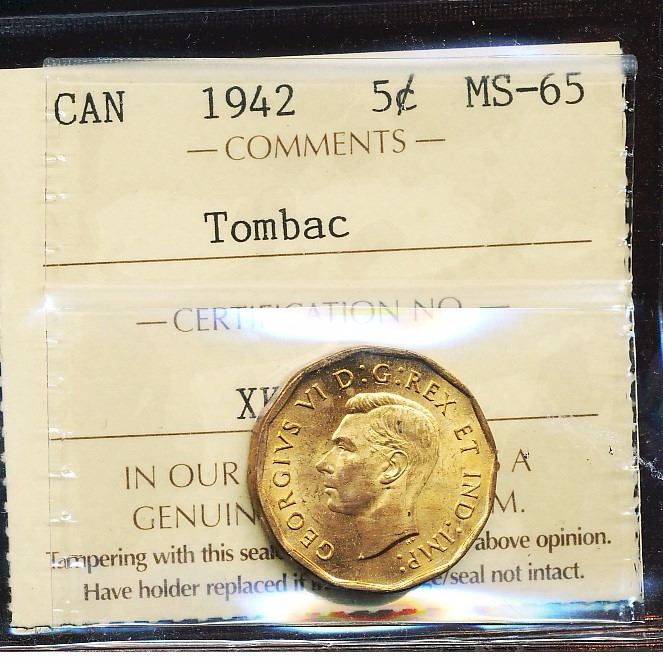 CAN 1942 5¢ MS-65
— COMMENTS —
Tombac
— CERTIFICATION NO. —
IN OUR A
GENUIN M.
Tampering with this seal above opinion.
Have holder replaced if /seal not intact.
GEORGIVS VI D:G:REX ET IND:IMP: